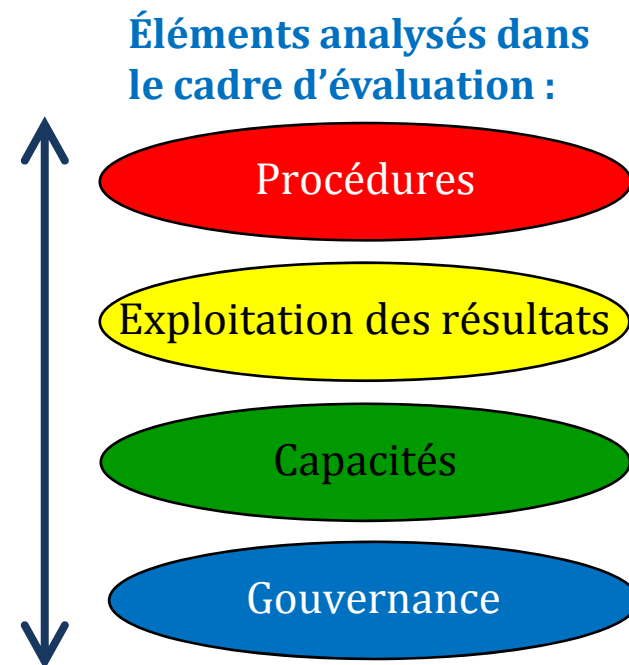 Éléments analysés dans
le cadre d’évaluation :
Procédures
Exploitation des résultats
Capacités
Gouvernance